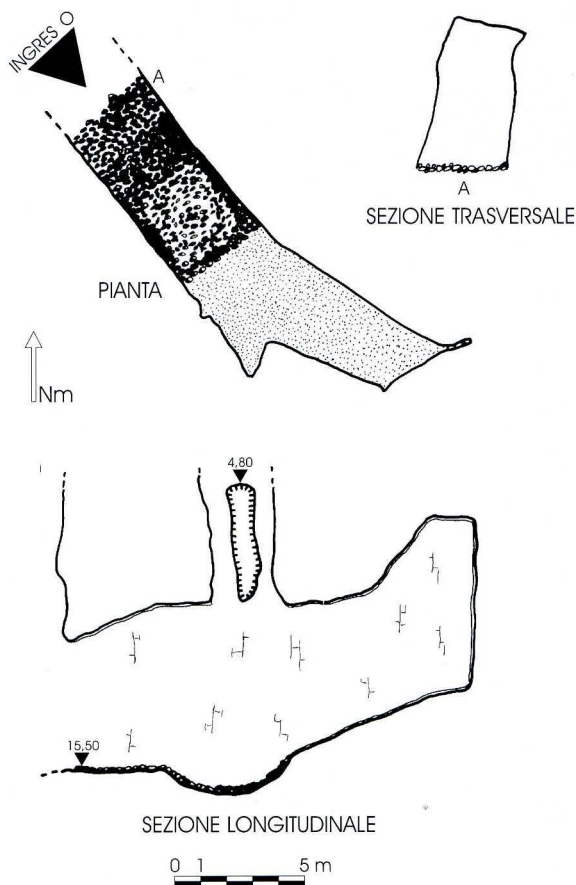 INGRES O
A
PIANTA
Nm
A
SEZIONE TRASVERSALE
4,80
15,50
SEZIONE LONGITUDINALE
0 1 5 m